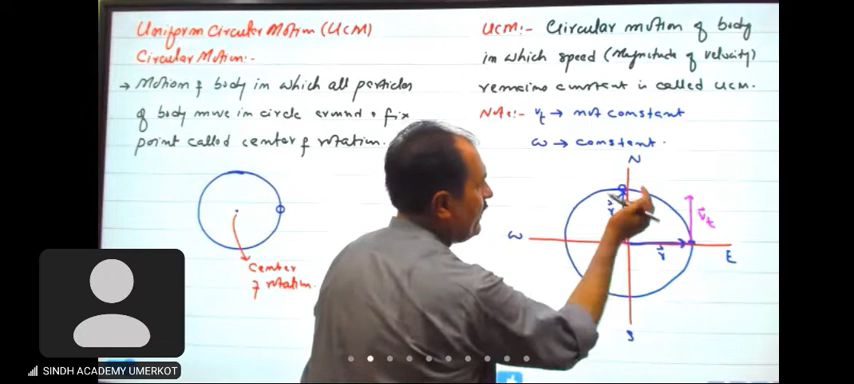 Uniform Circular Motion (UCM)
Circular Motion:-
→ Motion of body in which all particles
of body move in circle around a fix
point called center of rotation.
center
of rotation.
UCM:- Circular motion of body
in which speed (Magnitude of velocity)
remains constant is called UCM.
Note:- vt → not constant
ω → constant.
N
r
vt
W
r
E
S
SINDH ACADEMY UMERKOT